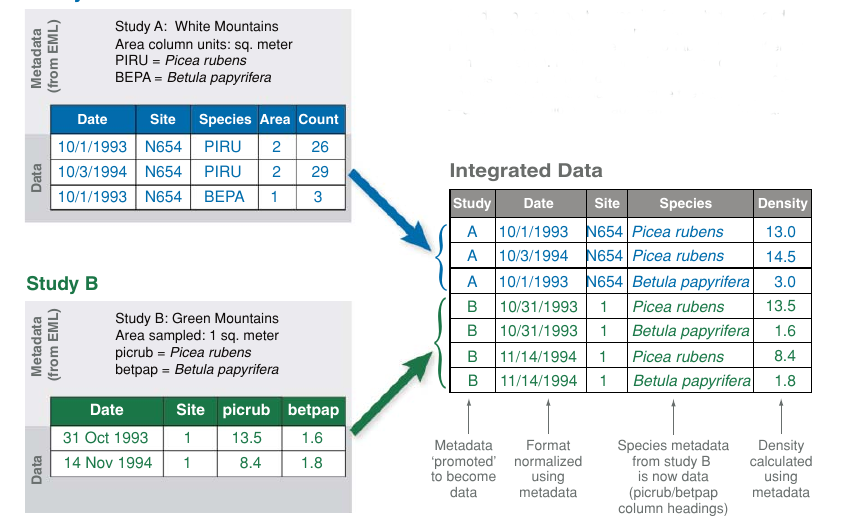 Metadata
(from EML)
Study A: White Mountains
Area column units: sq. meter
PIRU = Picea rubens
BEPA = Betula papyrifera
Data
Date Site Species Area Count
10/1/1993 N654 PIRU 2 26
10/3/1994 N654 PIRU 2 29
10/1/1993 N654 BEPA 1 3
Study B
Metadata
(from EML)
Study B: Green Mountains
Area sampled: 1 sq. meter
picrub = Picea rubens
betpap = Betula papyrifera
Data
Date Site picrub betpap
31 Oct 1993 1 13.5 1.6
14 Nov 1994 1 8.4 1.8
Integrated Data
Study Date Site Species Density
A 10/1/1993 N654 Picea rubens 13.0
A 10/3/1994 N654 Picea rubens 14.5
A 10/1/1993 N654 Betula papyrifera 3.0
B 10/31/1993 1 Picea rubens 13.5
B 10/31/1993 1 Betula papyrifera 1.6
B 11/14/1994 1 Picea rubens 8.4
B 11/14/1994 1 Betula papyrifera 1.8
Metadata
‘promoted’
to become
data
Format
normalized
using
metadata
Species metadata
from study B
is now data
(picrub/betpap
column headings)
Density
calculated
using
metadata